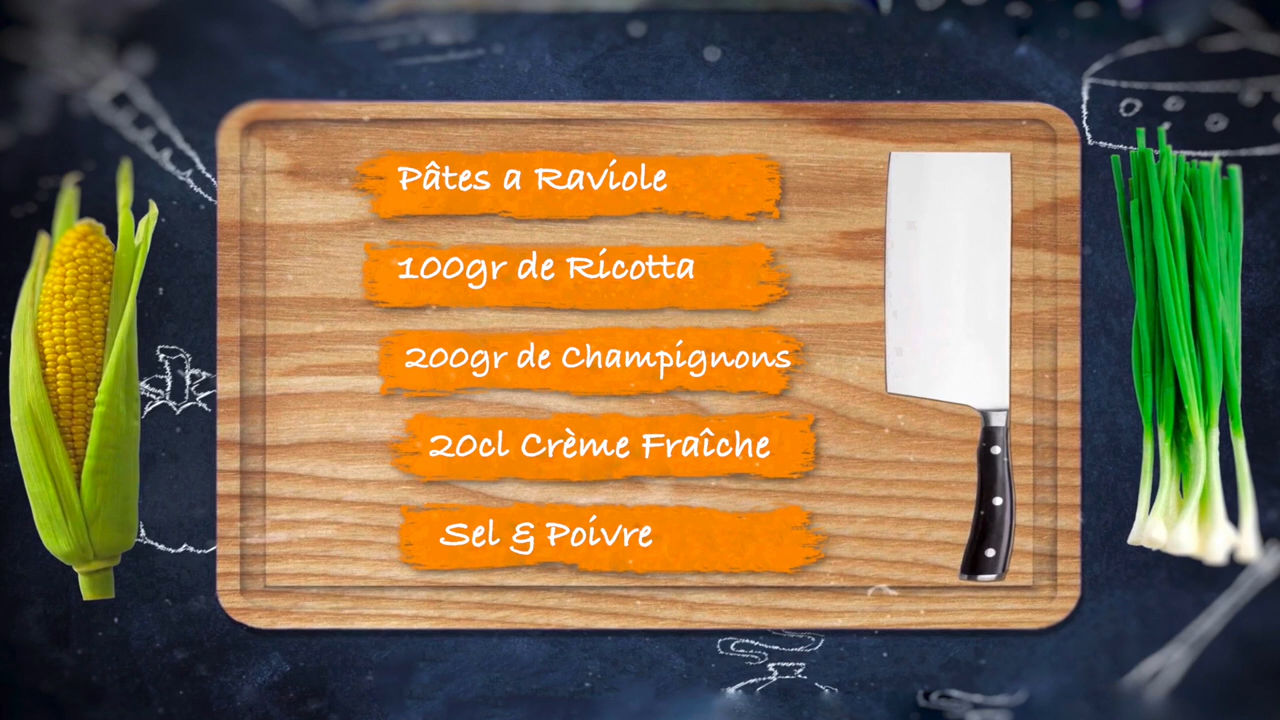 Pâtes a Raviole
100gr de Ricotta
200gr de Champignons
20cl Crème Fraîche
Sel & Poivre